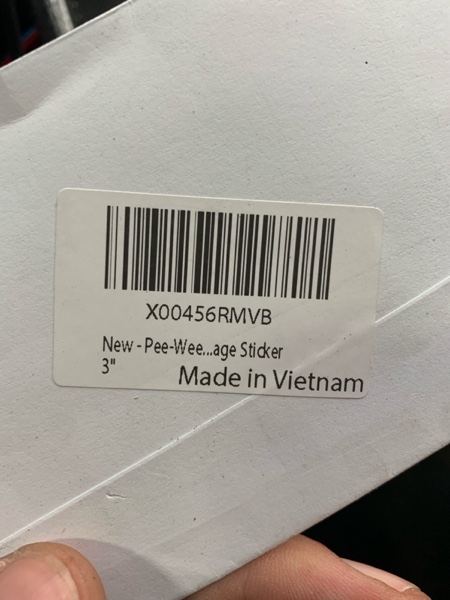 X00456RMVB
New - Pee-Wee...age Sticker
3"
Made in Vietnam